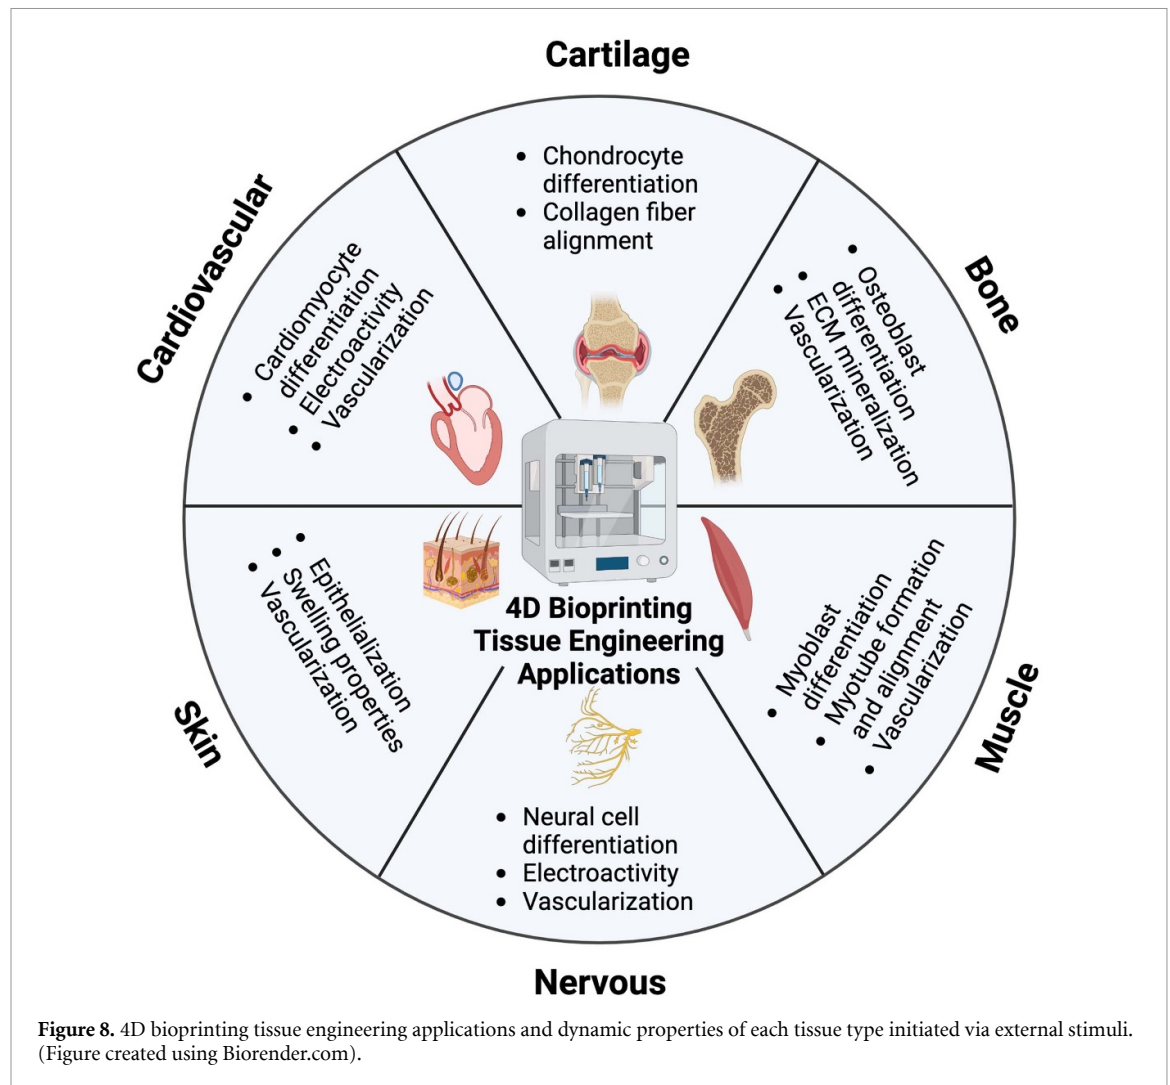 Cartilage
• Chondrocyte
differentiation
• Collagen fiber
alignment
Bone
• Osteoblast
differentiation
• ECM mineralization
• Vascularization
Muscle
• Myoblast
differentiation
• Myotube formation
and alignment
• Vascularization
Nervous
• Neural cell
differentiation
• Electroactivity
• Vascularization
Skin
• Epithelialization
• Swelling properties
• Vascularization
Cardiovascular
• Cardiomyocyte
differentiation
• Electroactivity
• Vascularization
4D Bioprinting
Tissue Engineering
Applications
Figure 8. 4D bioprinting tissue engineering applications and dynamic properties of each tissue type initiated via external stimuli.
(Figure created using Biorender.com).